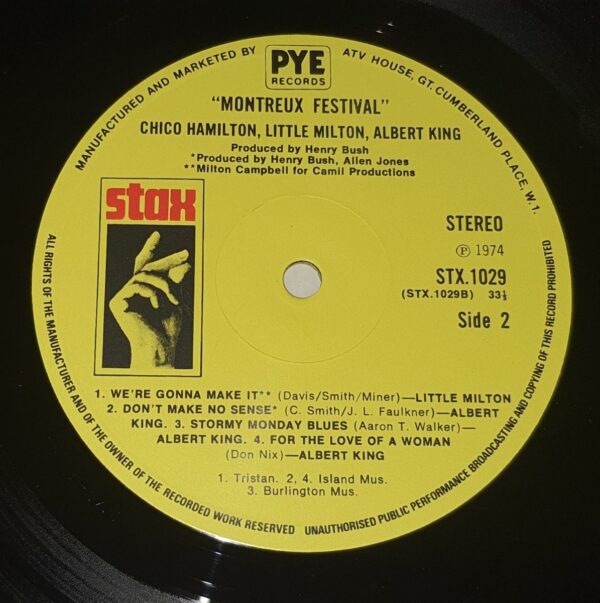 MANUFACTURED AND MARKETED BY PYE RECORDS ATV HOUSE, GT. CUMBERLAND PLACE, W.1.
"MONTREUX FESTIVAL"
CHICO HAMILTON, LITTLE MILTON, ALBERT KING
Produced by Henry Bush
*Produced by Henry Bush, Allen Jones
**Milton Campbell for Camil Productions
stax
STEREO
Ⓟ 1974
STX.1029
(STX.1029B) 33⅓
Side 2
1. WE'RE GONNA MAKE IT** (Davis/Smith/Miner)—LITTLE MILTON
2. DON'T MAKE NO SENSE* (C. Smith/J. L. Faulkner)—ALBERT
KING. 3. STORMY MONDAY BLUES (Aaron T. Walker)—
ALBERT KING. 4. FOR THE LOVE OF A WOMAN
(Don Nix)—ALBERT KING
1. Tristan. 2, 4. Island Mus.
3. Burlington Mus.
ALL RIGHTS OF THE MANUFACTURER AND OF THE OWNER OF THE RECORDED WORK RESERVED UNAUTHORISED PUBLIC PERFORMANCE BROADCASTING AND COPYING OF THIS RECORD PROHIBITED